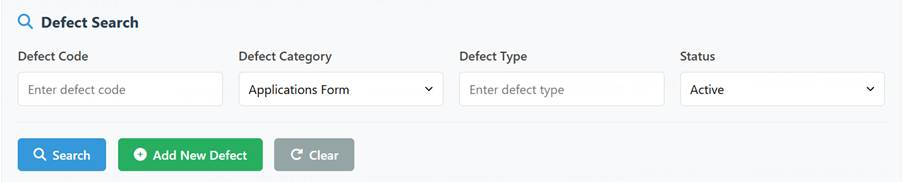 Defect Search
Defect Code Defect Category Defect Type Status
Enter defect code Applications Form Enter defect type Active
Search Add New Defect Clear